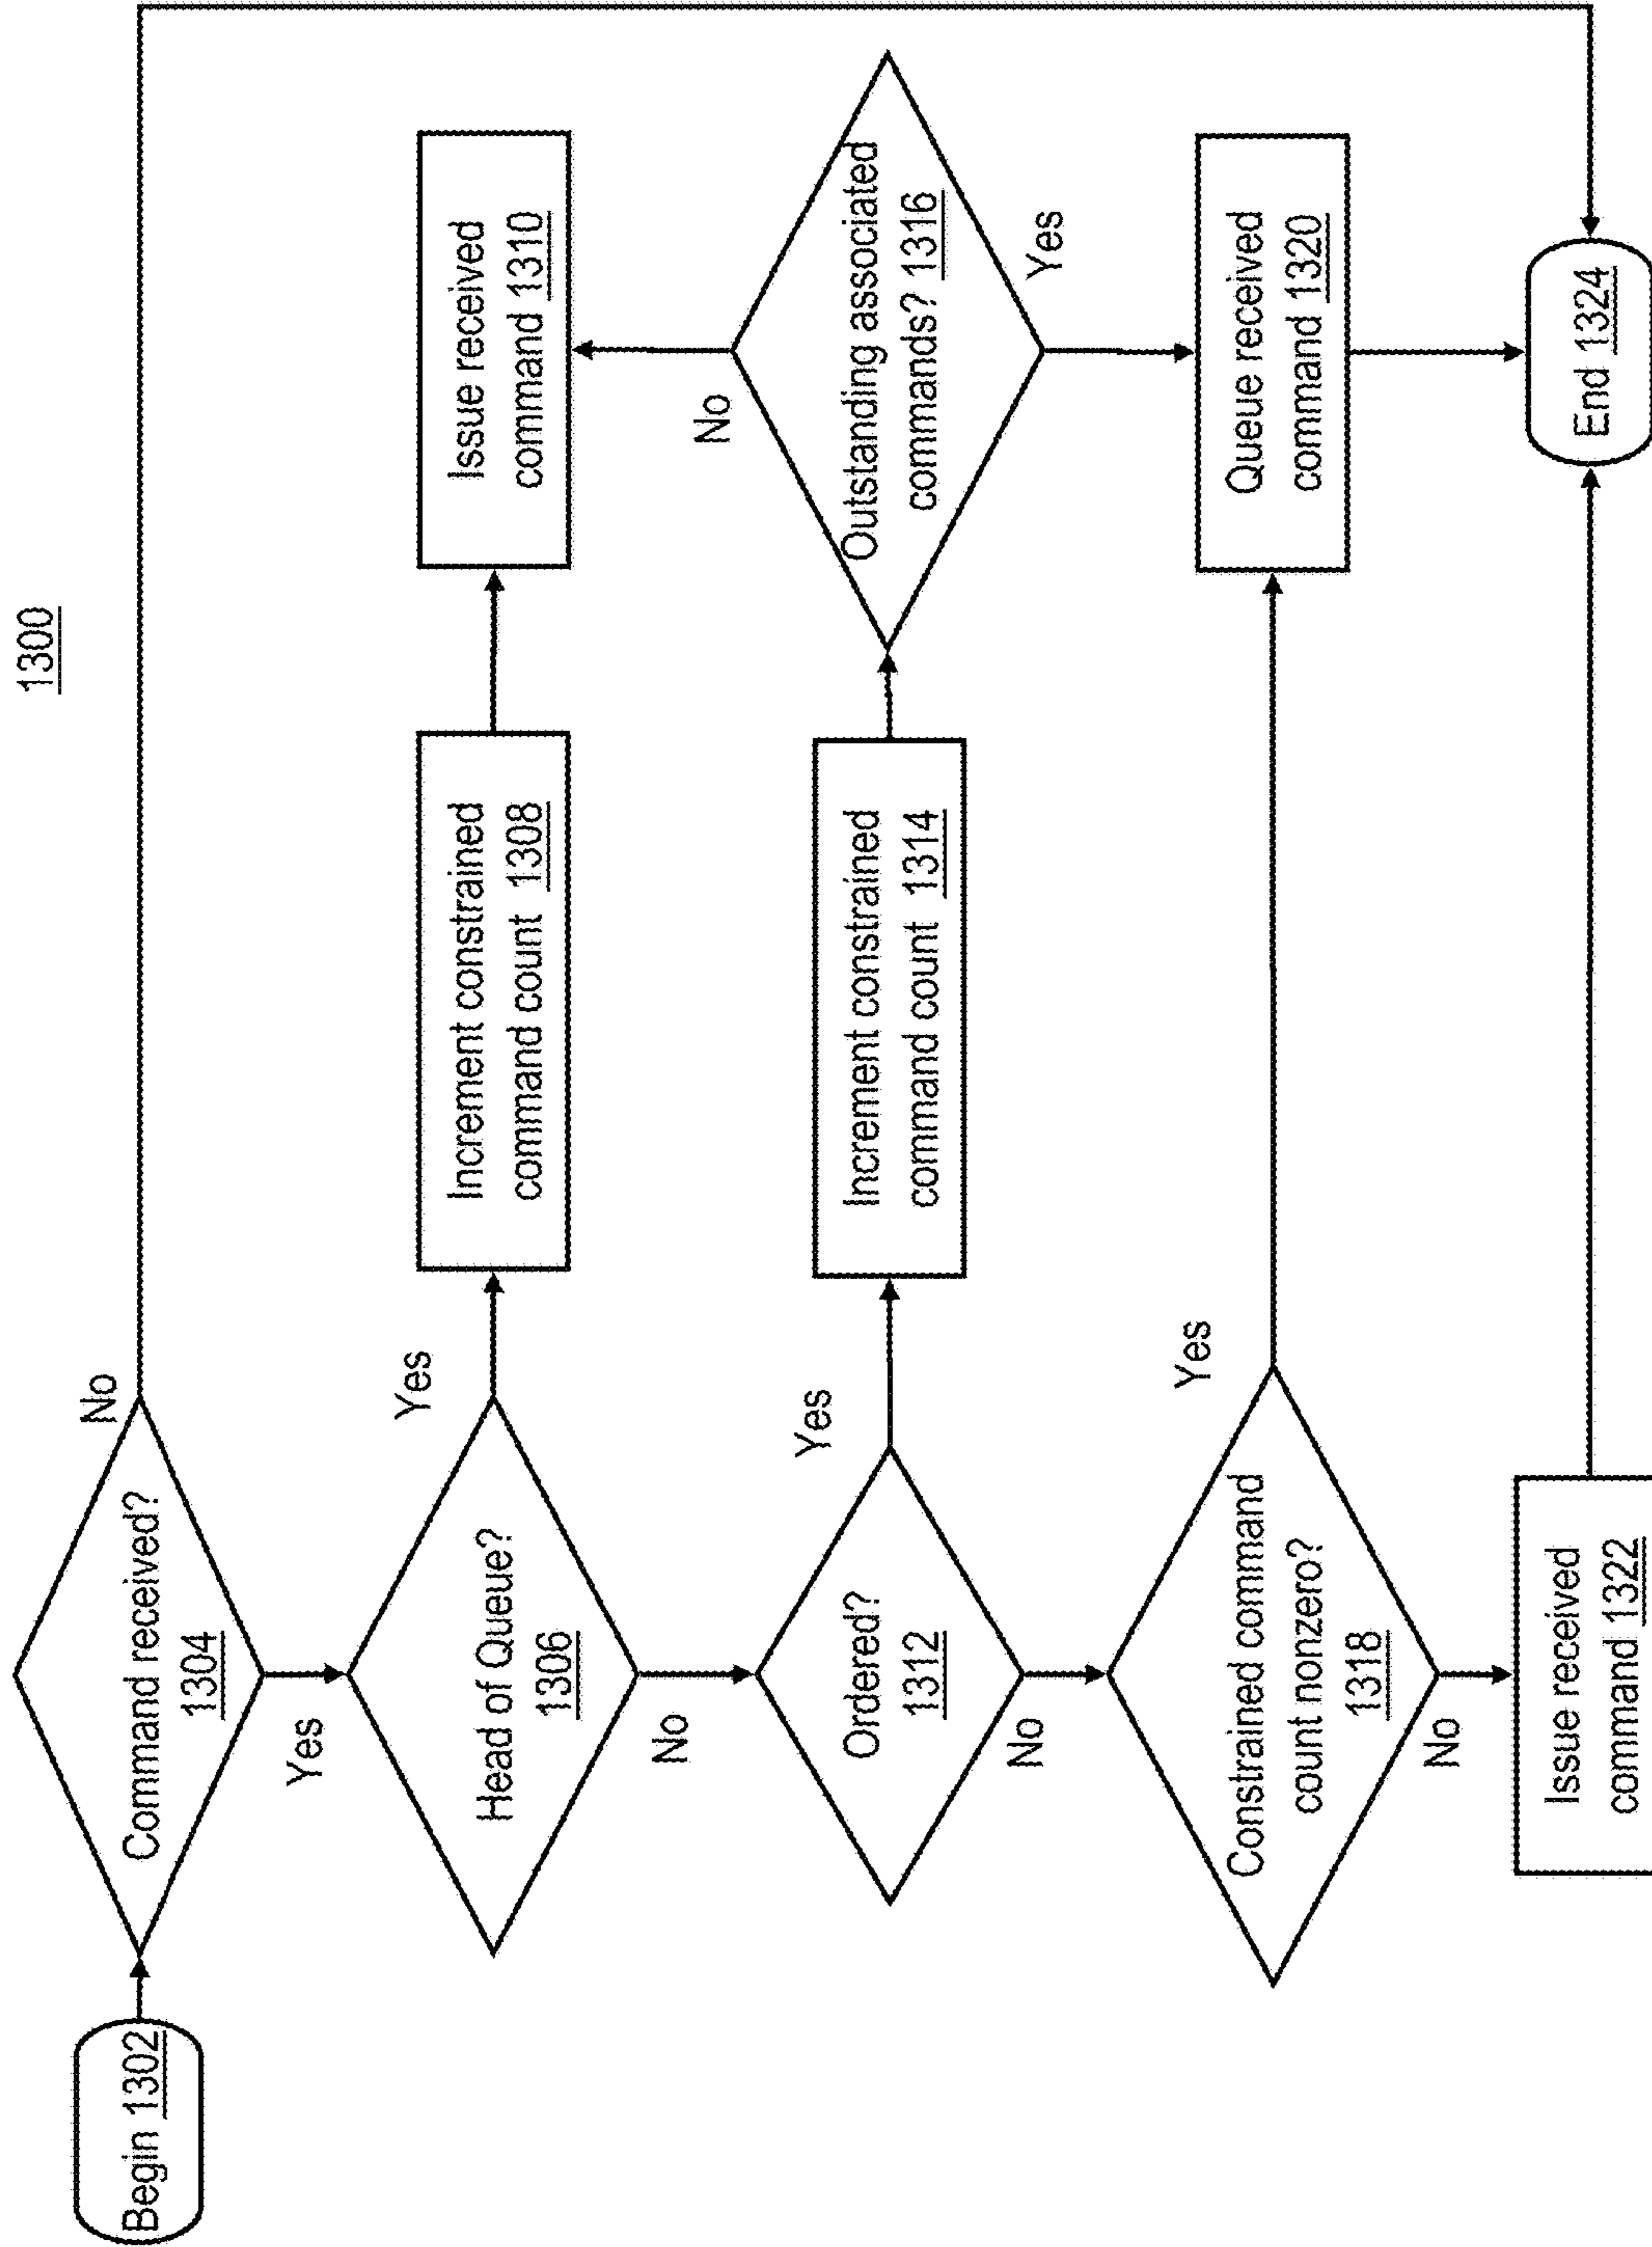 1300
Begin 1302
Command received?
1304
No
Yes
Head of Queue?
1306
Yes
Increment constrained
command count 1308
Issue received
command 1310
No
Ordered?
1312
Yes
Increment constrained
command count 1314
Outstanding associated
commands? 1316
No
Yes
No
Constrained command
count nonzero?
1318
Yes
Queue received
command 1320
No
Issue received
command 1322
End 1324